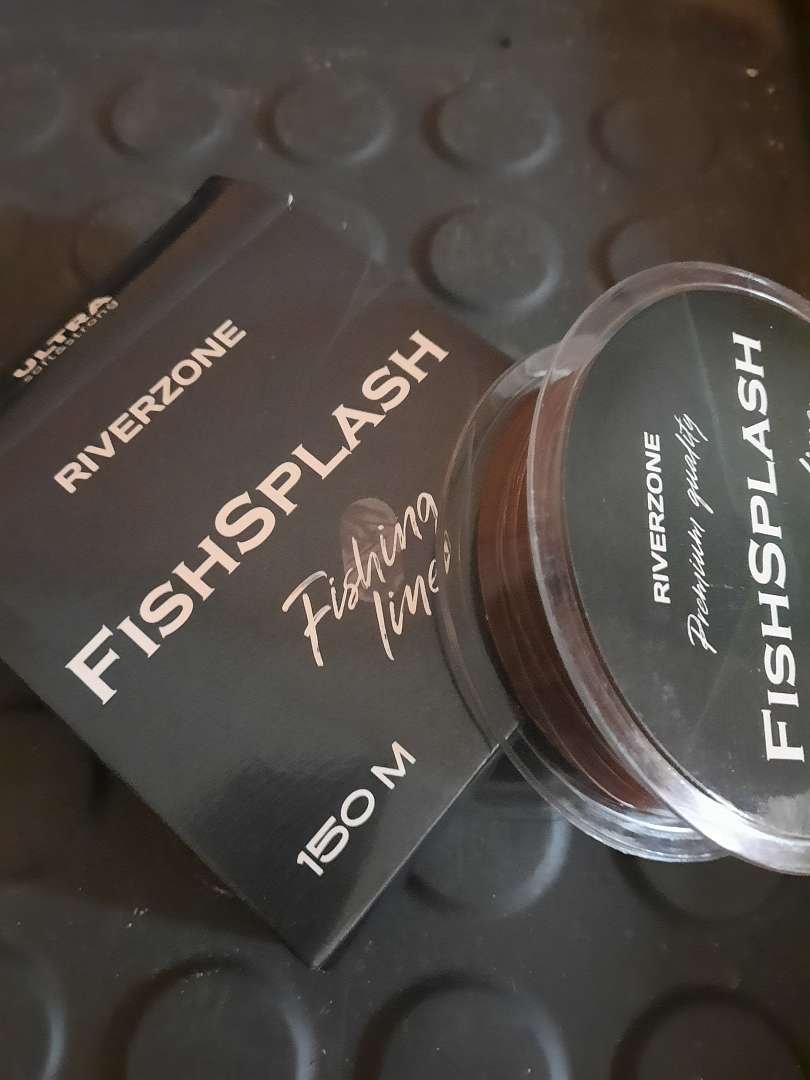 ULTRA
RIVERZONE
FISHSPLASH
Fishing
line
150 M
RIVERZONE
Premium quality
FISHSPLASH